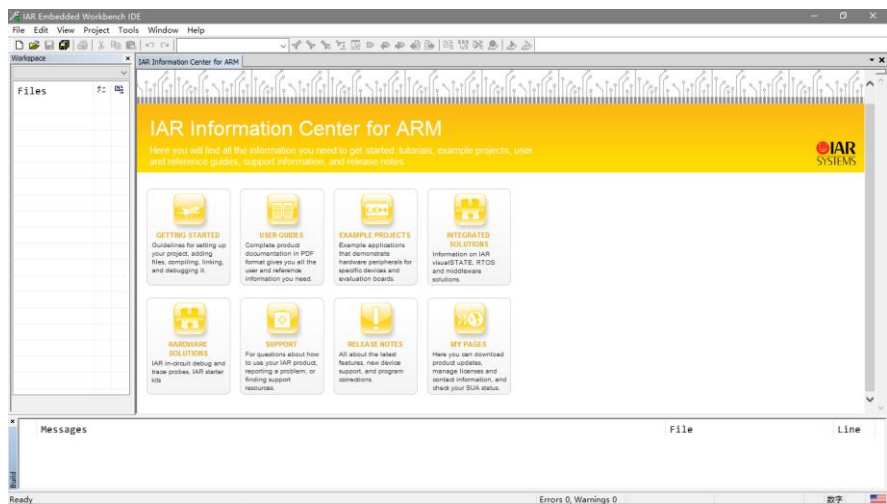 IAR Embedded Workbench IDE
File Edit View Project Tools Window Help
Workspace
IAR Information Center for ARM
Files
IAR Information Center for ARM
Here you will find all the information you need to get started: tutorials, example projects, user
and reference guides, support information, and release notes.
IAR
SYSTEMS
GETTING STARTED
Guidelines for setting up
your project, adding
files, compiling, linking,
and debugging it.
USER GUIDES
Complete product
documentation in PDF
format gives you all the
user and reference
information you need.
C/C++
EXAMPLE PROJECTS
Example applications
that demonstrate
hardware peripherals for
specific devices and
evaluation boards.
INTEGRATED
SOLUTIONS
Information on IAR
visualSTATE, RTOS
and middleware
solutions.
HARDWARE
SOLUTIONS
IAR in-circuit debug and
trace probes, IAR starter
kits
SUPPORT
For questions about how
to use your IAR product,
reporting a problem, or
finding support
resources.
RELEASE NOTES
All about the latest
features, new device
support, and program
corrections.
MY PAGES
Here you can download
product updates,
manage licenses and
contact information, and
check your SUA status.
Messages File Line
Build
Ready Errors 0, Warnings 0 数字